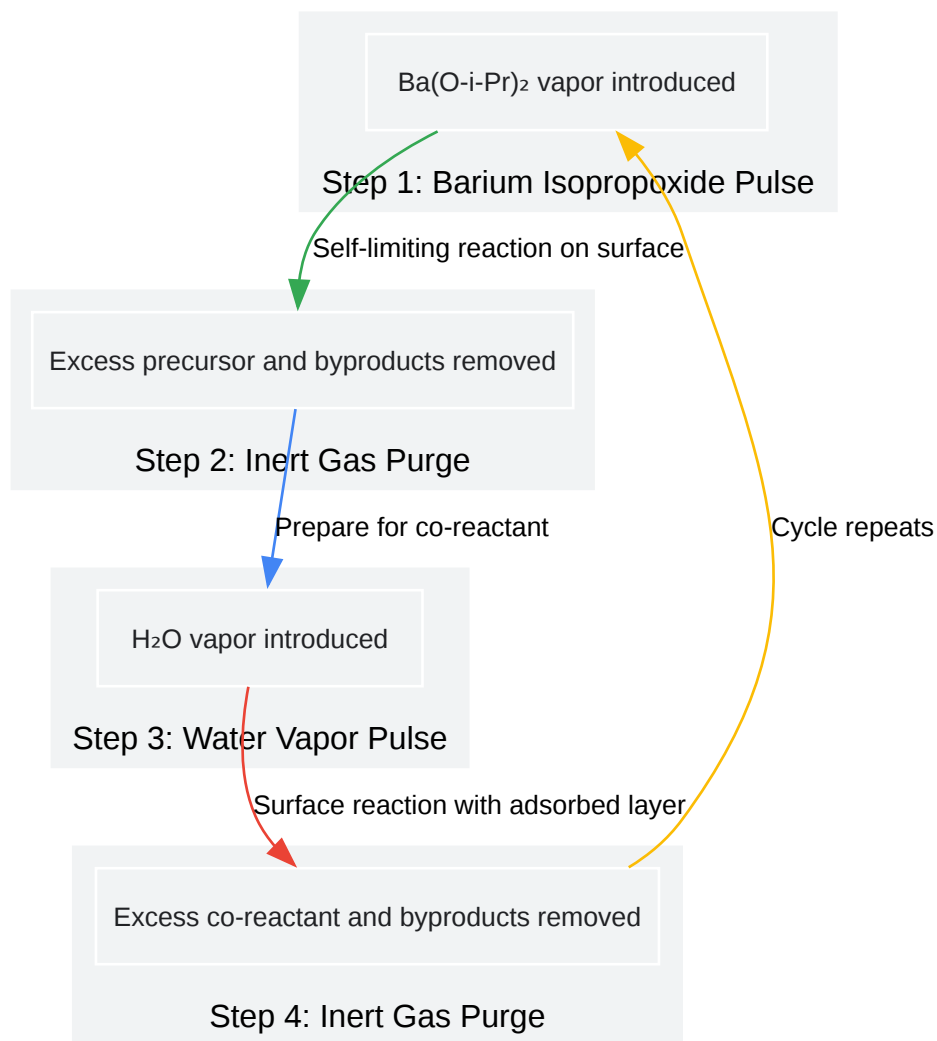 Ba(O-i-Pr)₂ vapor introduced
Step 1: Barium Isopropoxide Pulse
Self-limiting reaction on surface
Excess precursor and byproducts removed
Step 2: Inert Gas Purge
Prepare for co-reactant
Cycle repeats
H₂O vapor introduced
Step 3: Water Vapor Pulse
Surface reaction with adsorbed layer
Excess co-reactant and byproducts removed
Step 4: Inert Gas Purge